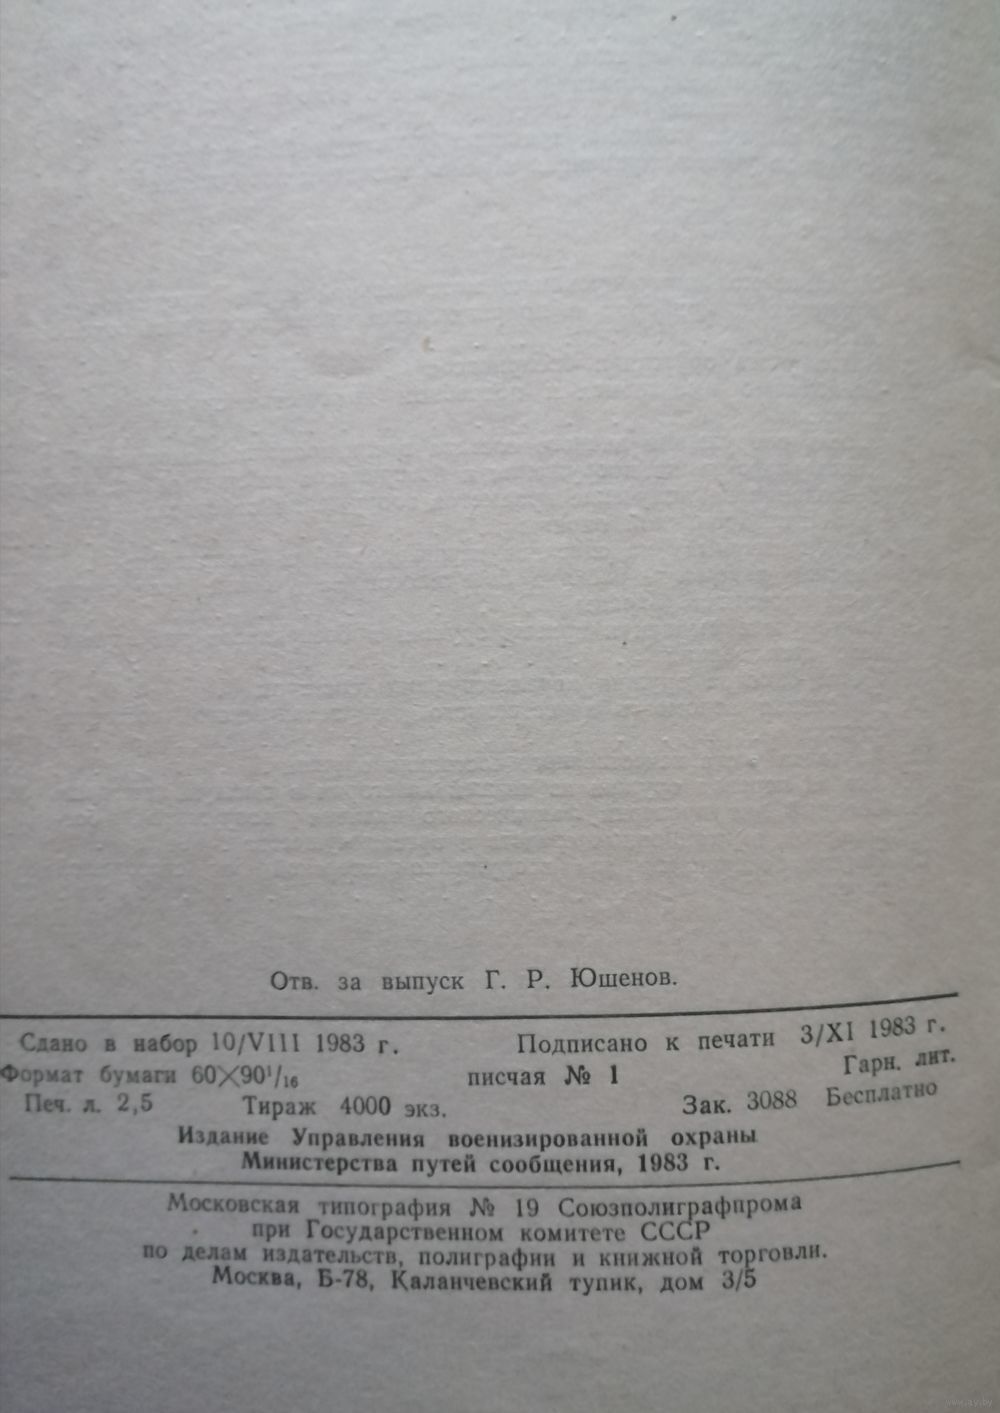 Отв. за выпуск Г. Р. Юшенов.
Сдано в набор 10/VIII 1983 г. Подписано к печати 3/XI 1983 г.
Формат бумаги 60×90¹/₁₆ писчая № 1 Гарн. лит.
Печ. л. 2,5 Тираж 4000 экз. Зак. 3088 Бесплатно
Издание Управления военизированной охраны
Министерства путей сообщения, 1983 г.
Московская типография № 19 Союзполиграфпрома
при Государственном комитете СССР
по делам издательств, полиграфии и книжной торговли.
Москва, Б-78, Каланчевский тупик, дом 3/5
www.ay.by